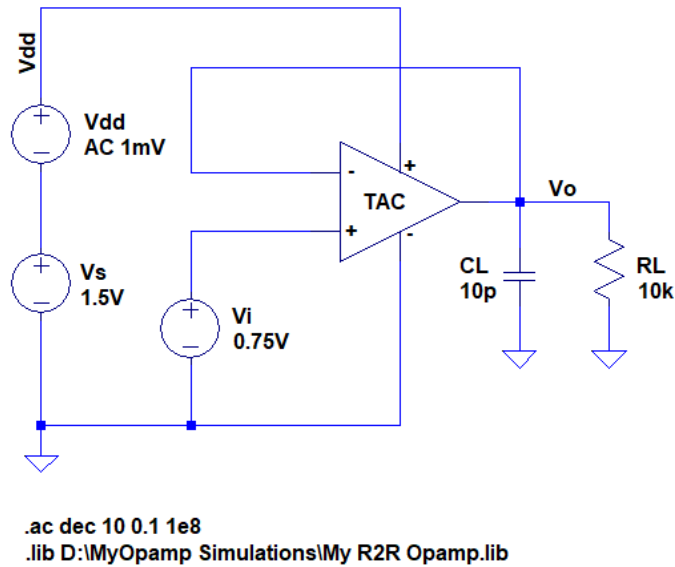 Vdd
Vdd
AC 1mV
-
+
TAC
Vo
+
-
Vs
1.5V
Vi
0.75V
CL
10p
RL
10k
.ac dec 10 0.1 1e8
.lib D:\MyOpamp Simulations\My R2R Opamp.lib